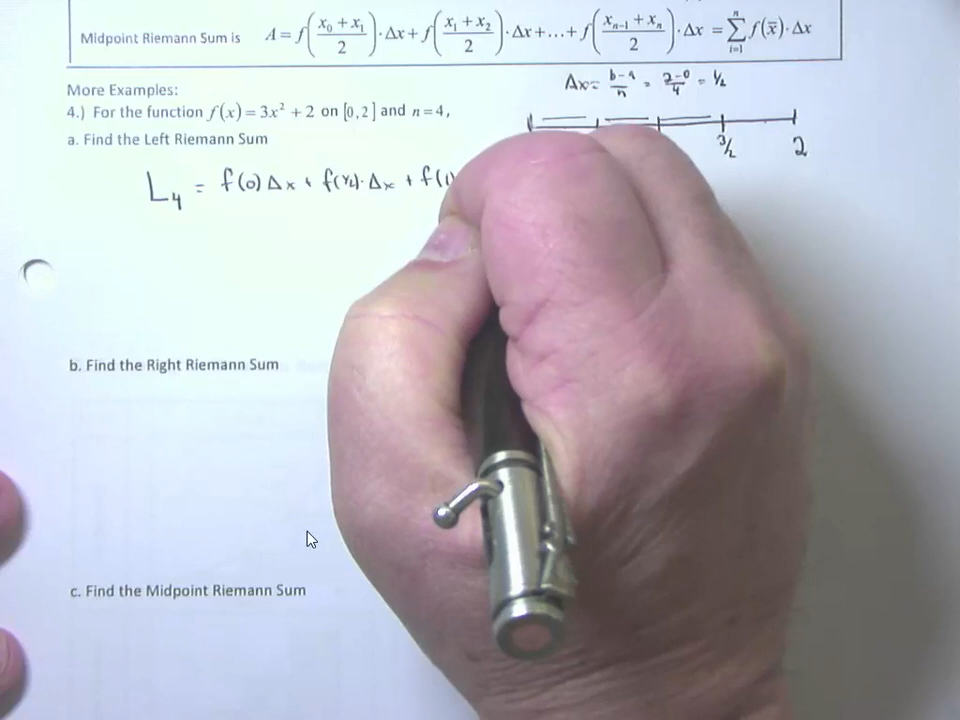 Midpoint Riemann Sum is A = f((x₀ + x₁)/2)·Δx + f((x₁ + x₂)/2)·Δx + ... + f((xₙ₋₁ + xₙ)/2)·Δx = ∑ᵢ₌₁ⁿ f(x̄)·Δx
More Examples:
Δx = (b-a)/n = (2-0)/4 = 1/2
4.) For the function f(x) = 3x² + 2 on [0,2] and n = 4,
a. Find the Left Riemann Sum
3/2 2
L₄ = f(0) Δx + f(1/2)·Δx + f(1)
b. Find the Right Riemann Sum
c. Find the Midpoint Riemann Sum